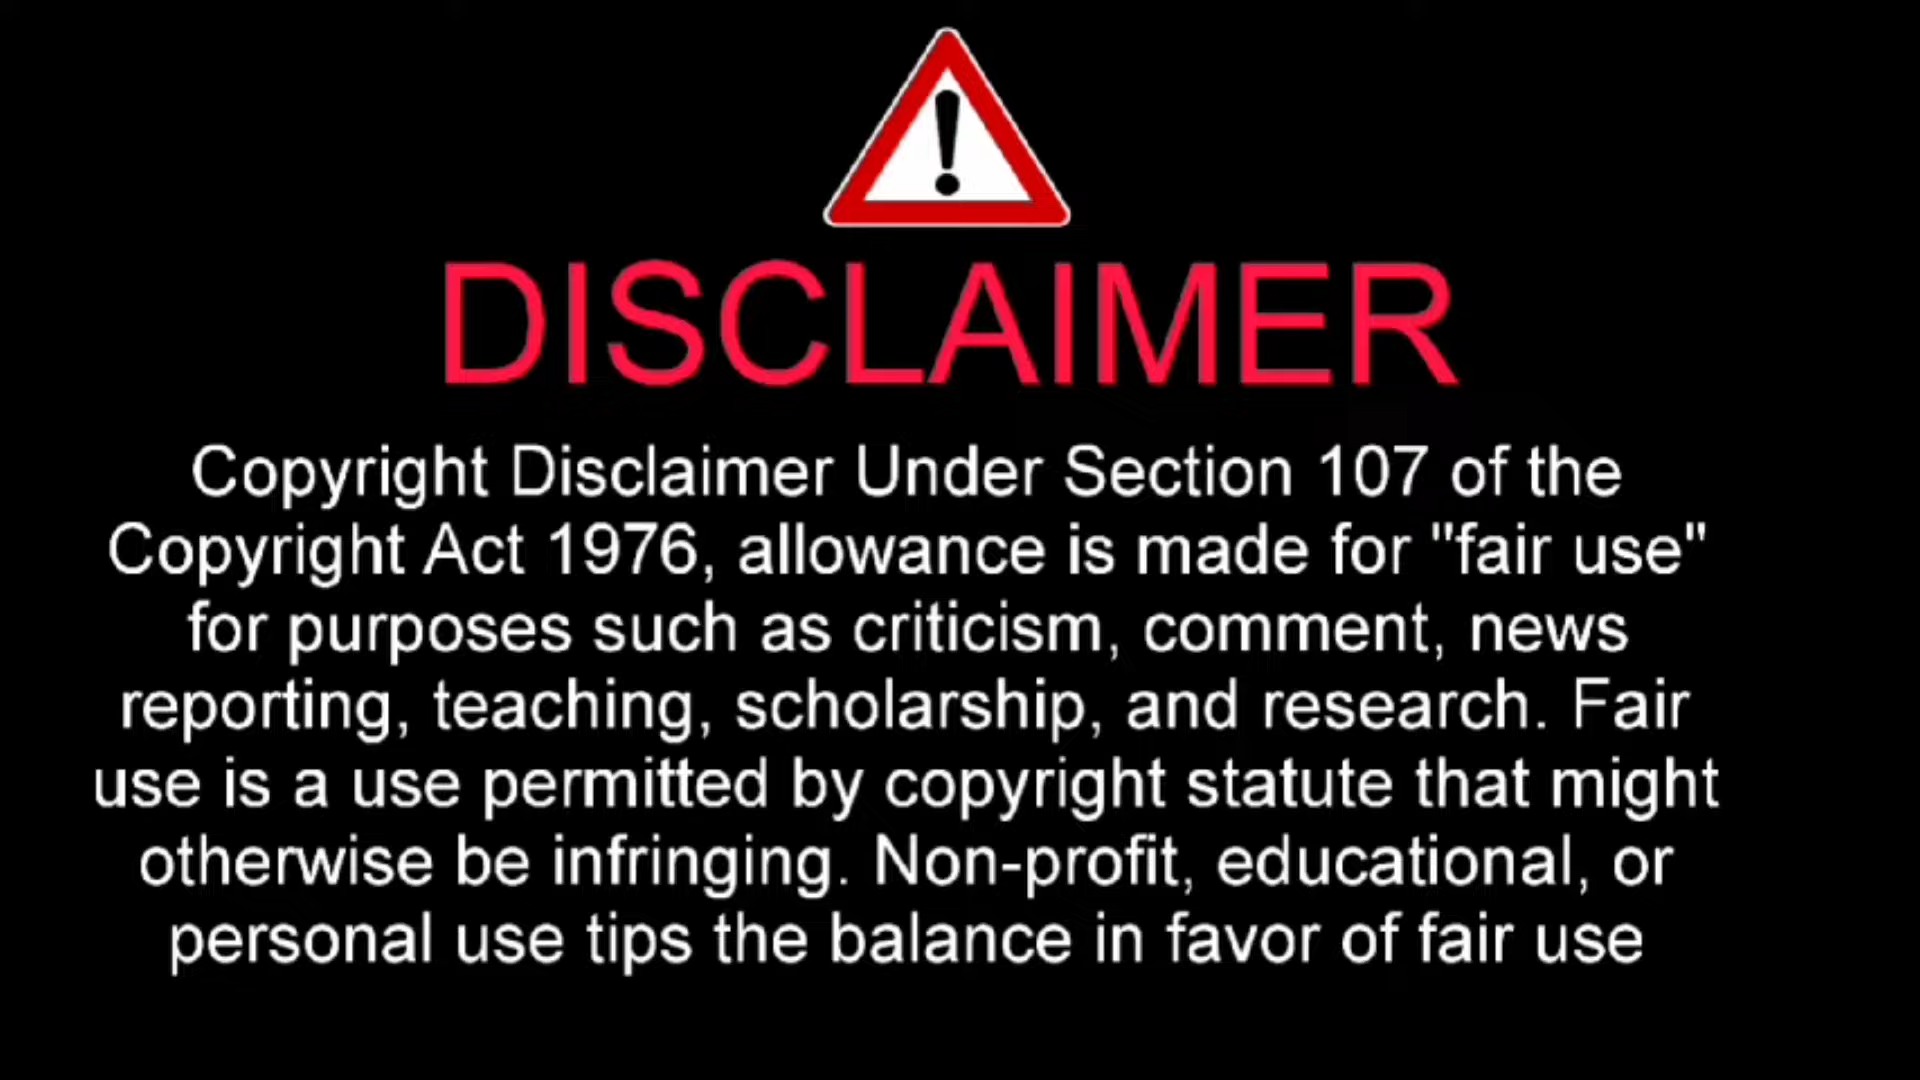 DISCLAIMER
Copyright Disclaimer Under Section 107 of the
Copyright Act 1976, allowance is made for "fair use"
for purposes such as criticism, comment, news
reporting, teaching, scholarship, and research. Fair
use is a use permitted by copyright statute that might
otherwise be infringing. Non-profit, educational, or
personal use tips the balance in favor of fair use